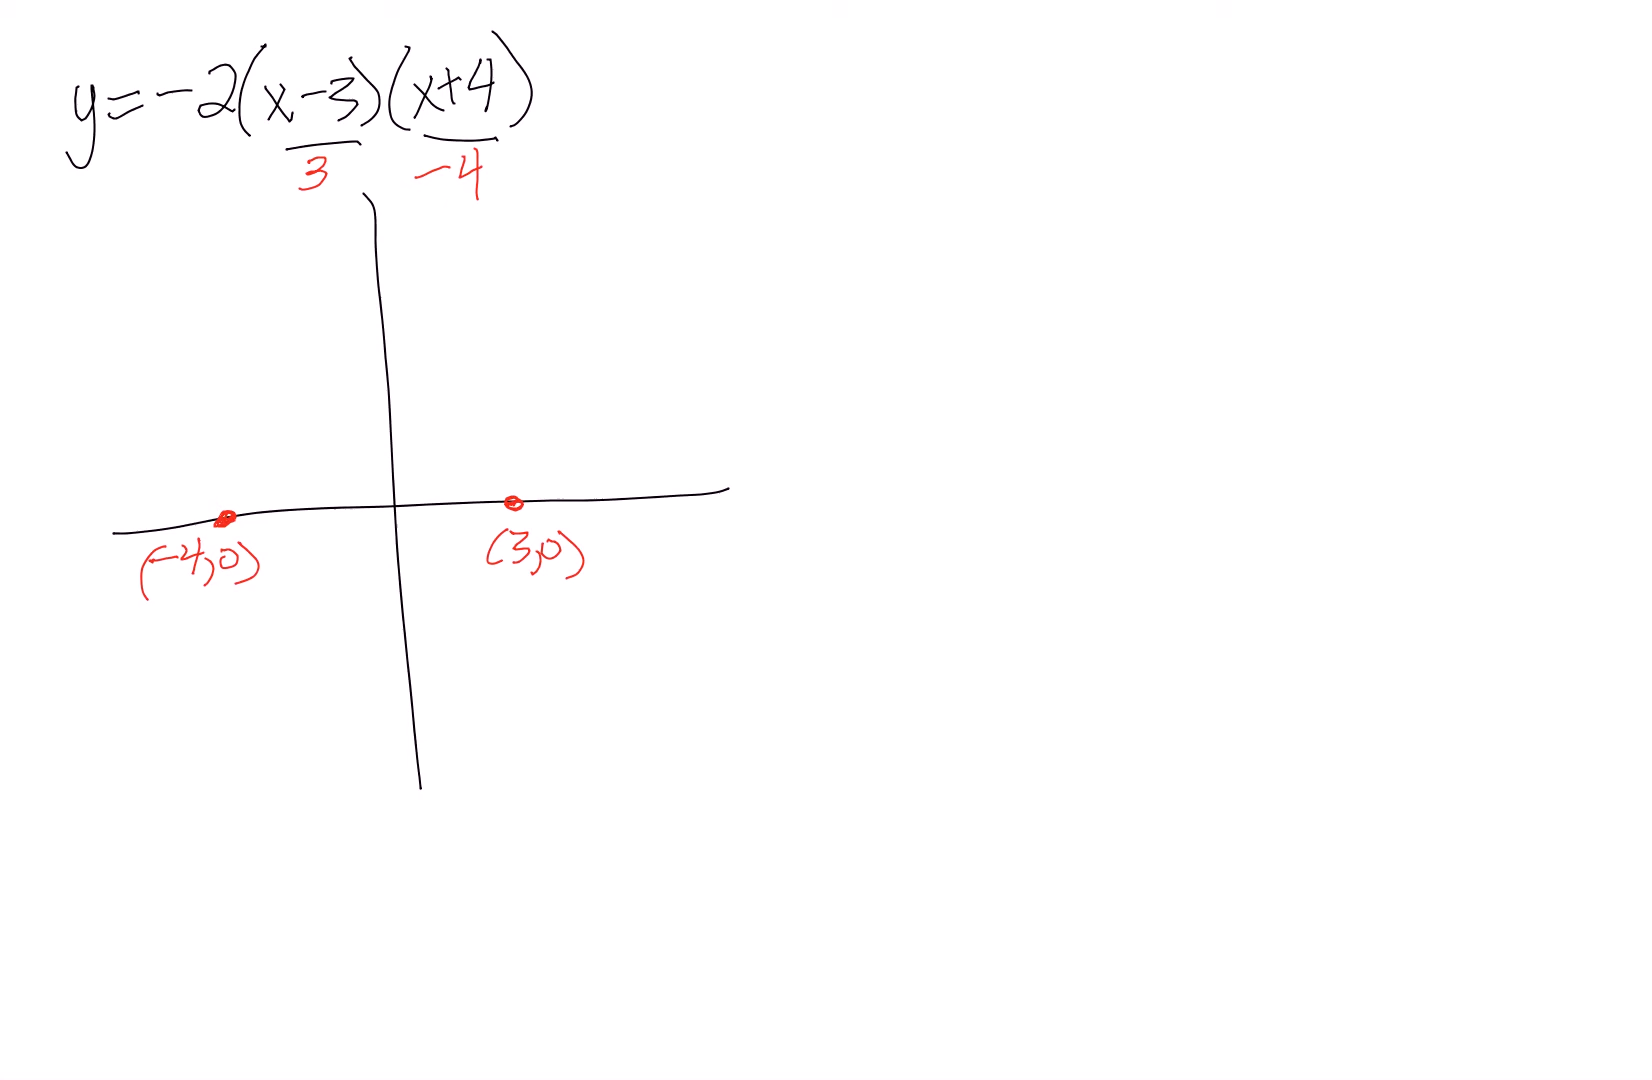 y=-2(x-3)(x+4)
3 -4
(-4,0) (3,0)